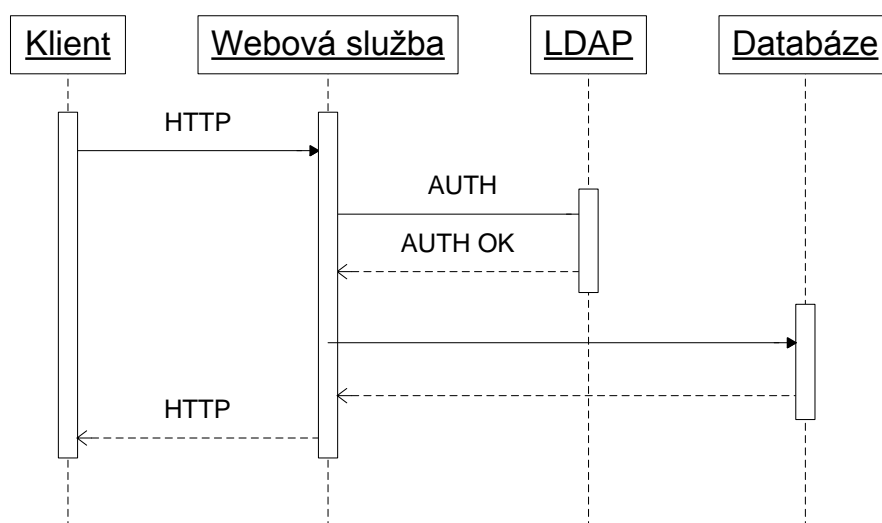 Klient
Webová služba
LDAP
Databáze
HTTP
AUTH
AUTH OK
HTTP